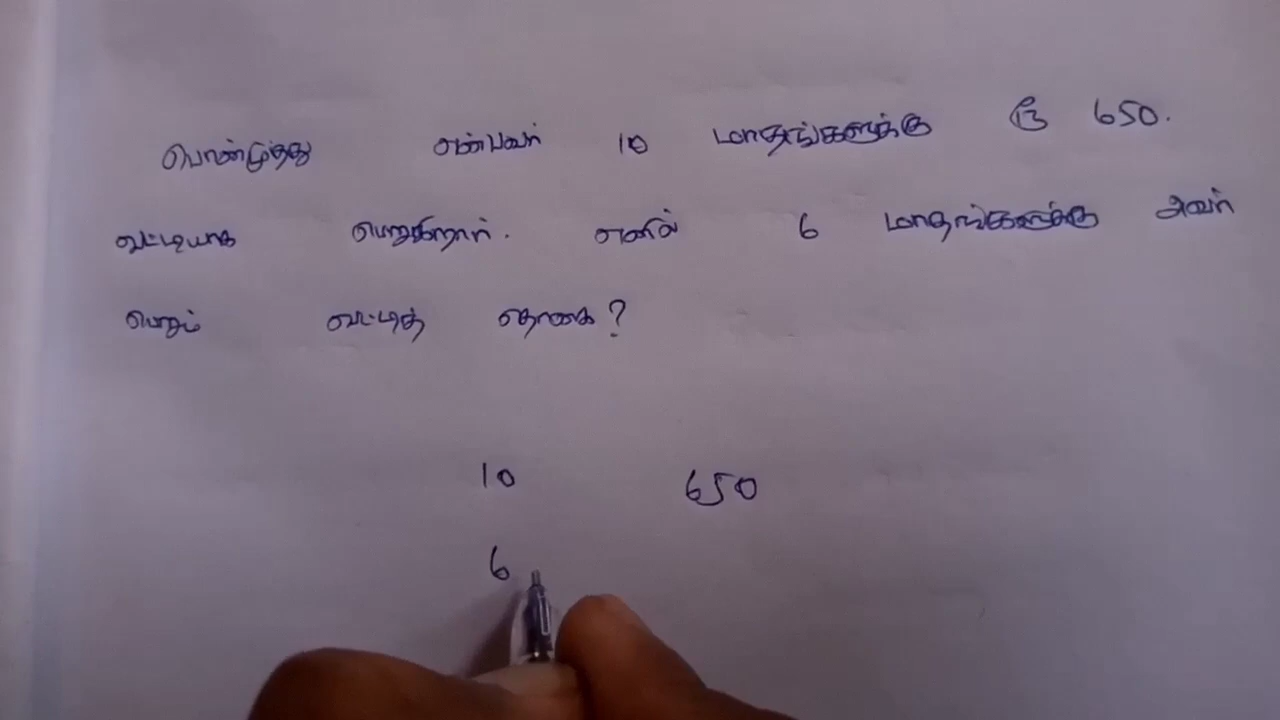 பொன்முத்து என்பவர் 10 மாதங்களுக்கு ரூ 650.
வட்டியாக பெறுகிறார். எனில் 6 மாதங்களுக்கு அவர்
பெறும் வட்டித் தொகை?
10 650
6